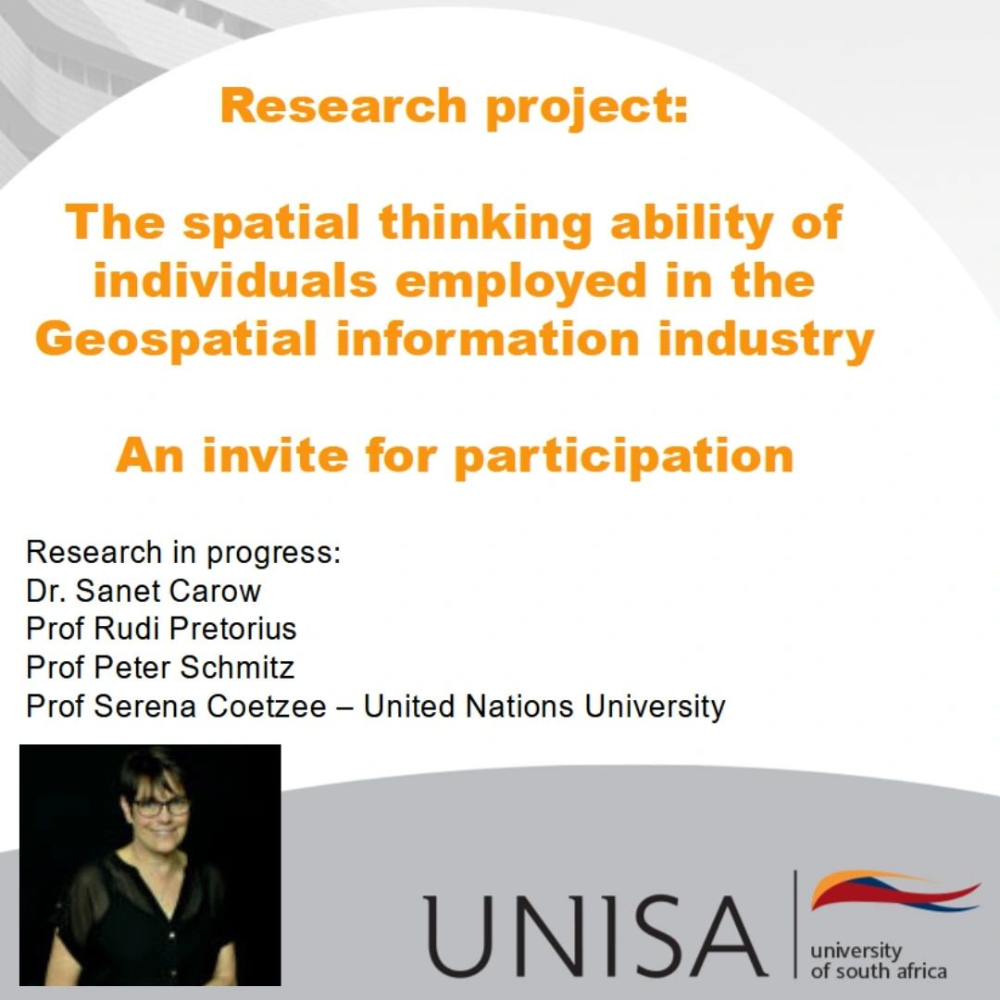 Research project:
The spatial thinking ability of
individuals employed in the
Geospatial information industry
An invite for participation
Research in progress:
Dr. Sanet Carow
Prof Rudi Pretorius
Prof Peter Schmitz
Prof Serena Coetzee – United Nations University
UNISA
university
of south africa